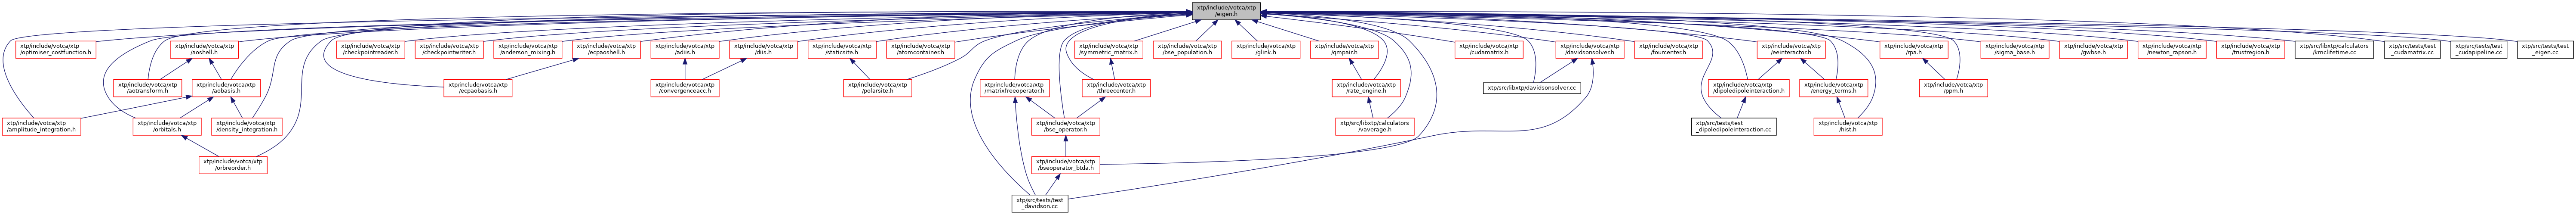 xtp/include/votca/xtp
/eigen.h
xtp/include/votca/xtp
/optimiser_costfunction.h
xtp/include/votca/xtp
/aoshell.h
xtp/include/votca/xtp
/checkpointreader.h
xtp/include/votca/xtp
/checkpointwriter.h
xtp/include/votca/xtp
/anderson_mixing.h
xtp/include/votca/xtp
/ecpaoshell.h
xtp/include/votca/xtp
/adiis.h
xtp/include/votca/xtp
/diis.h
xtp/include/votca/xtp
/staticsite.h
xtp/include/votca/xtp
/atomcontainer.h
xtp/include/votca/xtp
/symmetric_matrix.h
xtp/include/votca/xtp
/bse_population.h
xtp/include/votca/xtp
/glink.h
xtp/include/votca/xtp
/qmpair.h
xtp/include/votca/xtp
/cudamatrix.h
xtp/include/votca/xtp
/davidsonsolver.h
xtp/include/votca/xtp
/fourcenter.h
xtp/include/votca/xtp
/eeinteractor.h
xtp/include/votca/xtp
/rpa.h
xtp/include/votca/xtp
/sigma_base.h
xtp/include/votca/xtp
/gwbse.h
xtp/include/votca/xtp
/newton_rapson.h
xtp/include/votca/xtp
/trustregion.h
xtp/src/libxtp/calculators
/kmclifetime.cc
xtp/src/tests/test
_cudamatrix.cc
xtp/src/tests/test
_cudapipeline.cc
xtp/src/tests/test
_eigen.cc
xtp/include/votca/xtp
/aotransform.h
xtp/include/votca/xtp
/aobasis.h
xtp/include/votca/xtp
/ecpaobasis.h
xtp/include/votca/xtp
/convergenceacc.h
xtp/include/votca/xtp
/polarsite.h
xtp/include/votca/xtp
/matrixfreeoperator.h
xtp/include/votca/xtp
/threecenter.h
xtp/include/votca/xtp
/rate_engine.h
xtp/src/libxtp/davidsonsolver.cc
xtp/include/votca/xtp
/dipoledipoleinteraction.h
xtp/include/votca/xtp
/energy_terms.h
xtp/include/votca/xtp
/ppm.h
xtp/include/votca/xtp
/amplitude_integration.h
xtp/include/votca/xtp
/orbitals.h
xtp/include/votca/xtp
/density_integration.h
xtp/include/votca/xtp
/bse_operator.h
xtp/src/libxtp/calculators
/vaverage.h
xtp/src/tests/test
_dipoledipoleinteraction.cc
xtp/include/votca/xtp
/hist.h
xtp/include/votca/xtp
/orbreorder.h
xtp/include/votca/xtp
/bseoperator_btda.h
xtp/src/tests/test
_davidson.cc